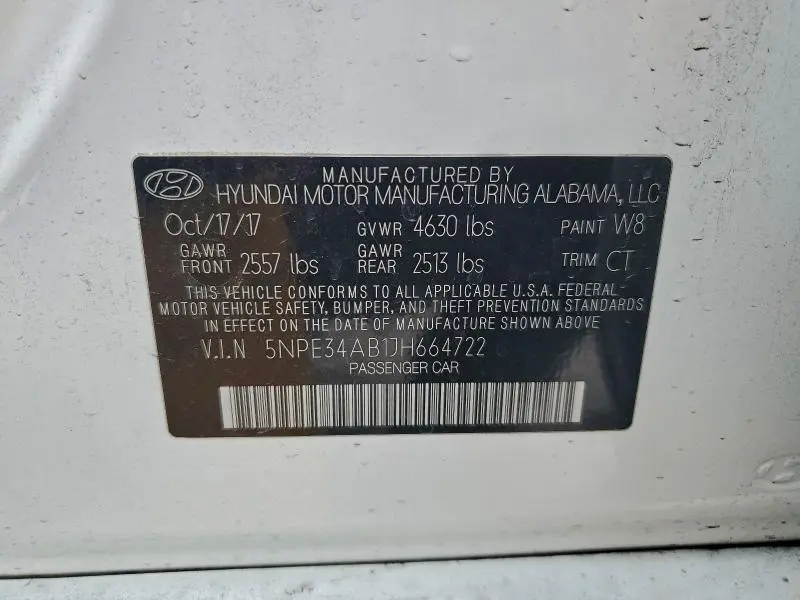 MANUFACTURED BY
HYUNDAI MOTOR MANUFACTURING ALABAMA, LLC
Oct/17/17 GVWR 4630 lbs PAINT W8
GAWR FRONT 2557 lbs GAWR REAR 2513 lbs TRIM CT
THIS VEHICLE CONFORMS TO ALL APPLICABLE U.S.A. FEDERAL
MOTOR VEHICLE SAFETY, BUMPER, AND THEFT PREVENTION STANDARDS
IN EFFECT ON THE DATE OF MANUFACTURE SHOWN ABOVE
V.I.N 5NPE34AB1JH664722
PASSENGER CAR